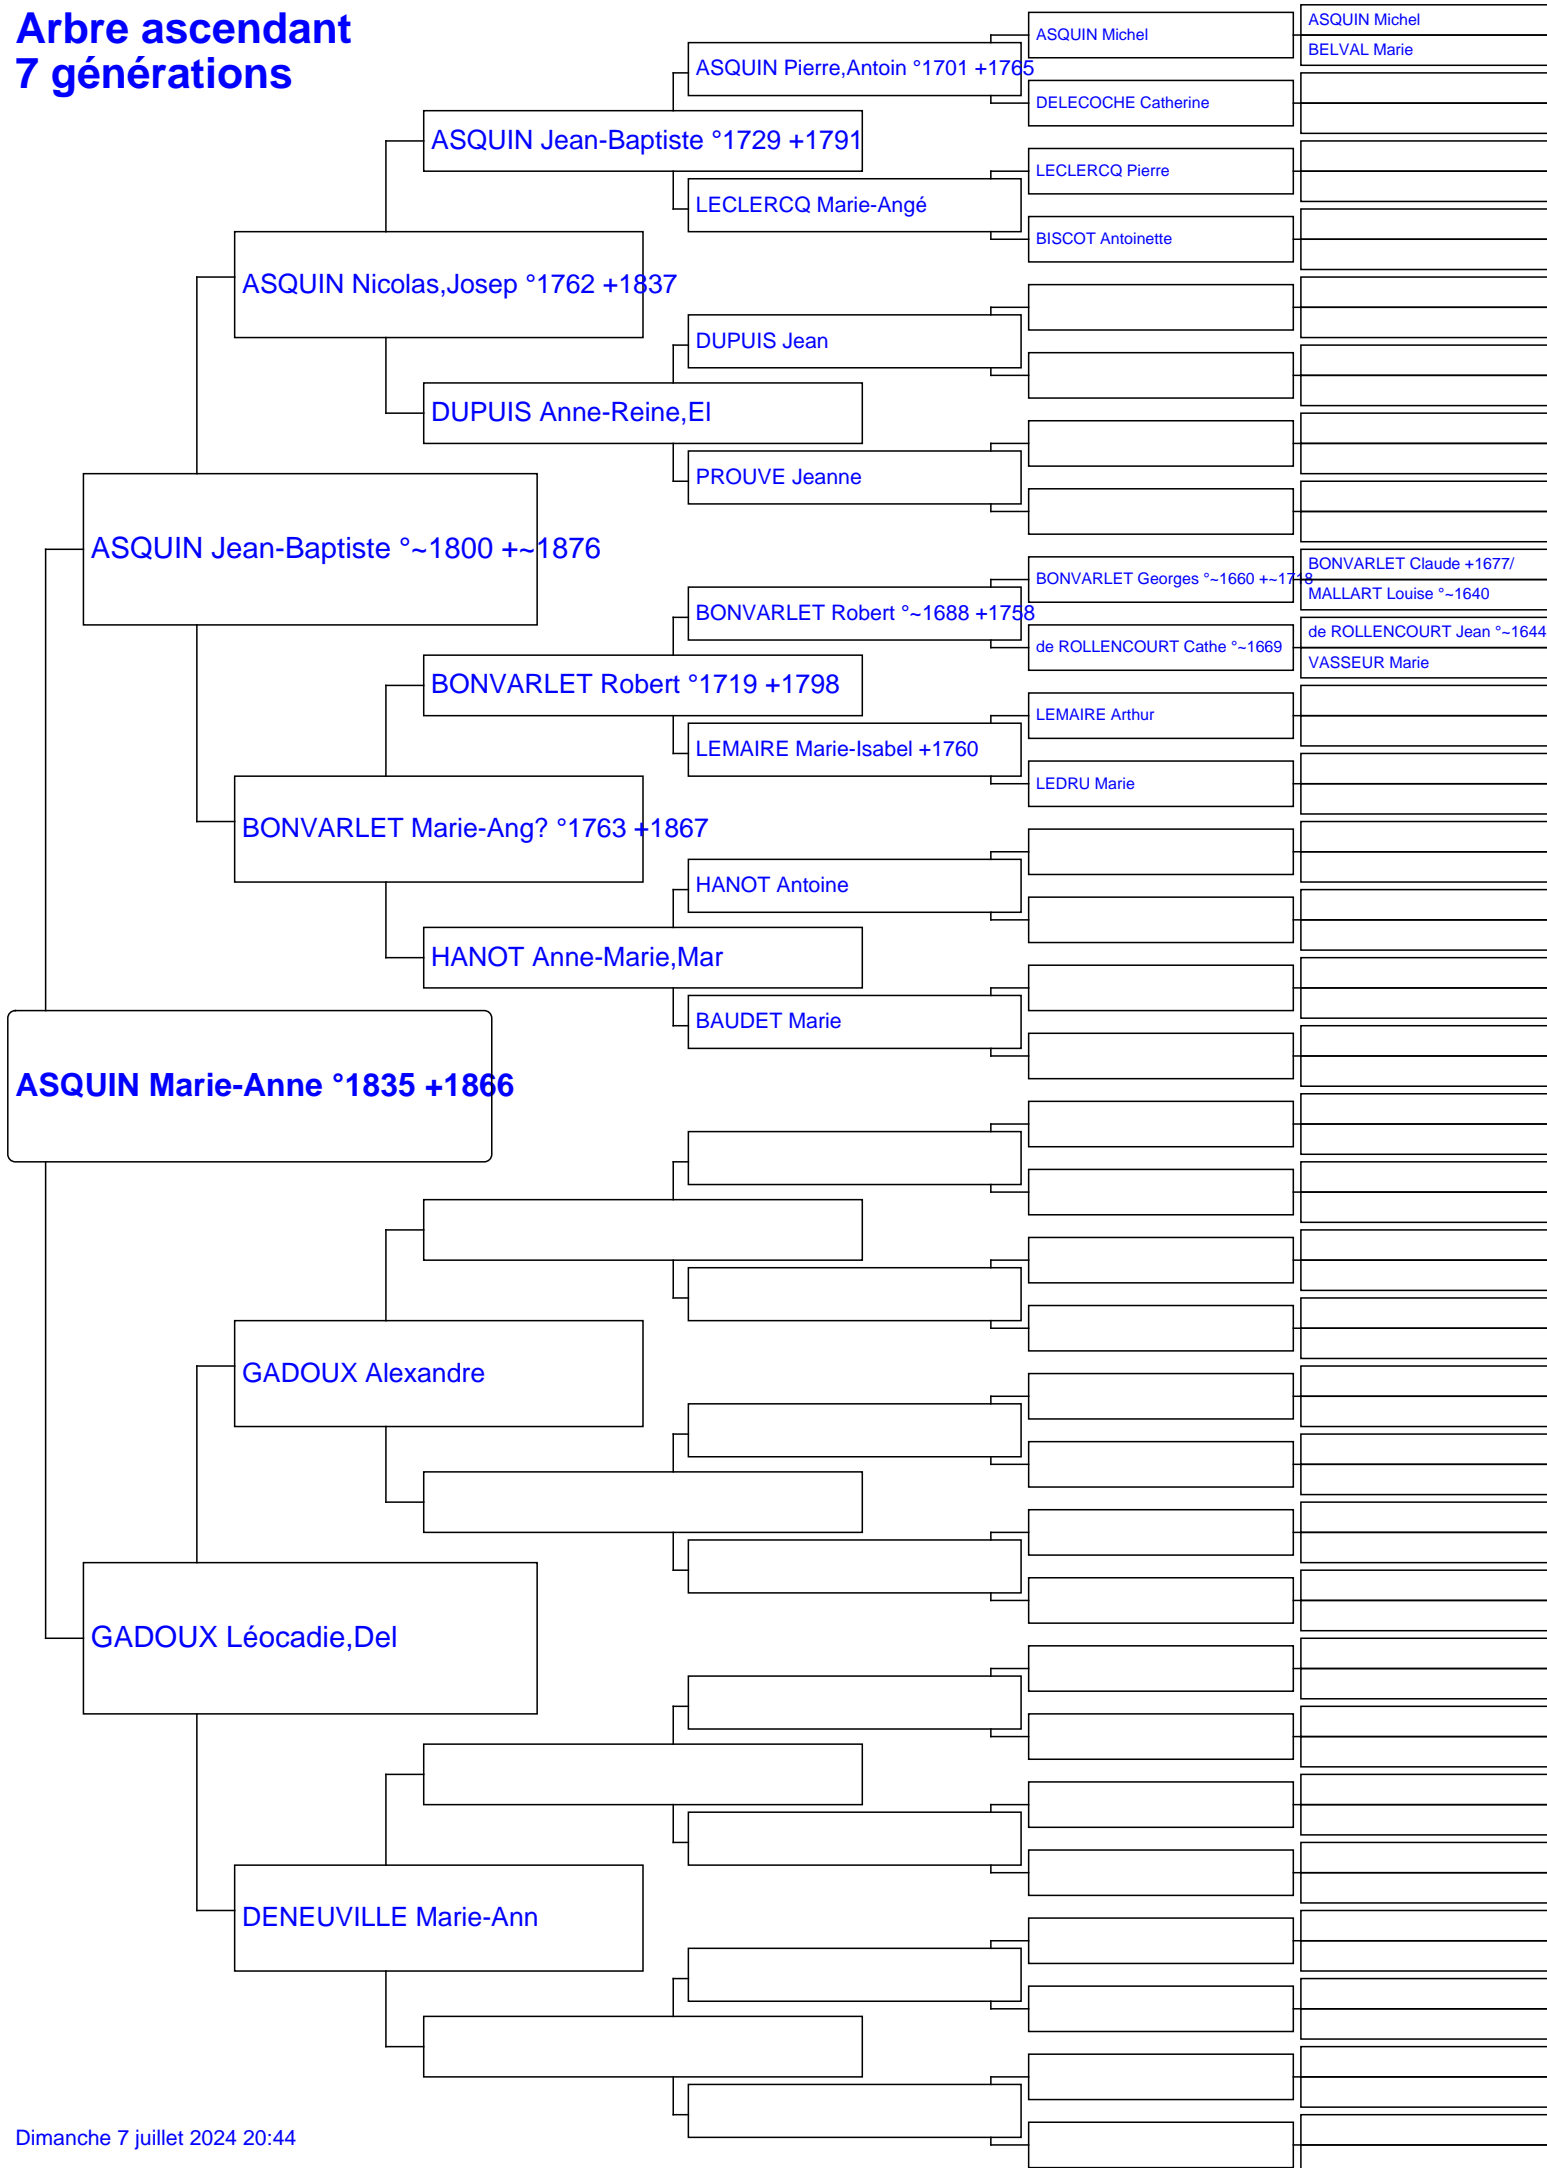 Arbre ascendant
7 générations
ASQUIN Michel
BELVAL Marie
ASQUIN Michel
ASQUIN Pierre,Antoin °1701 +1765
DELECOCHE Catherine
ASQUIN Jean-Baptiste °1729 +1791
LECLERCQ Pierre
LECLERCQ Marie-Angé
BISCOT Antoinette
ASQUIN Nicolas,Josep °1762 +1837
DUPUIS Jean
DUPUIS Anne-Reine,El
PROUVE Jeanne
ASQUIN Jean-Baptiste °~1800 +~1876
BONVARLET Claude +1677/
BONVARLET Georges °~1660 +~1718
MALLART Louise °~1640
BONVARLET Robert °~1688 +1758
de ROLLENCOURT Jean °~1644
de ROLLENCOURT Cathe °~1669
VASSEUR Marie
BONVARLET Robert °1719 +1798
LEMAIRE Arthur
LEMAIRE Marie-Isabel +1760
LEDRU Marie
BONVARLET Marie-Ang? °1763 +1867
HANOT Antoine
HANOT Anne-Marie,Mar
BAUDET Marie
ASQUIN Marie-Anne °1835 +1866
GADOUX Alexandre
GADOUX Léocadie,Del
DENEUVILLE Marie-Ann
Dimanche 7 juillet 2024 20:44